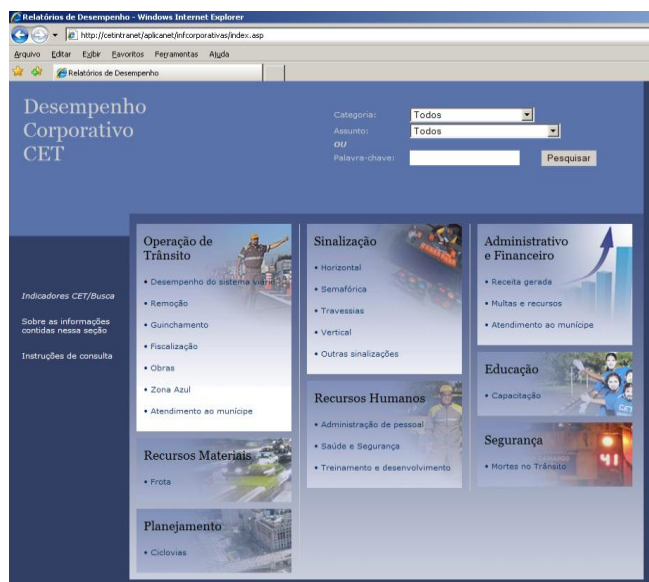 Relatórios de Desempenho - Windows Internet Explorer
http://cetintranet/aplicanet/infcorporativas/index.asp
Arquivo Editar Exibir Favoritos Ferramentas Ajuda
Relatórios de Desempenho
Desempenho
Corporativo
CET
Categoria: Todos
Assunto: Todos
OU
Palavra-chave: Pesquisar
Indicadores CET/Busca
Sobre as informações
contidas nessa seção
Instruções de consulta
Operação de
Trânsito
• Desempenho do sistema viário
• Remoção
• Guinchamento
• Fiscalização
• Obras
• Zona Azul
• Atendimento ao munícipe
Recursos Materiais
• Frota
Planejamento
• Ciclovias
Sinalização
• Horizontal
• Semafórica
• Travessias
• Vertical
• Outras sinalizações
Recursos Humanos
• Administração de pessoal
• Saúde e Segurança
• Treinamento e desenvolvimento
Administrativo
e Financeiro
• Receita gerada
• Multas e recursos
• Atendimento ao munícipe
Educação
• Capacitação
Segurança
• Mortes no Trânsito
41